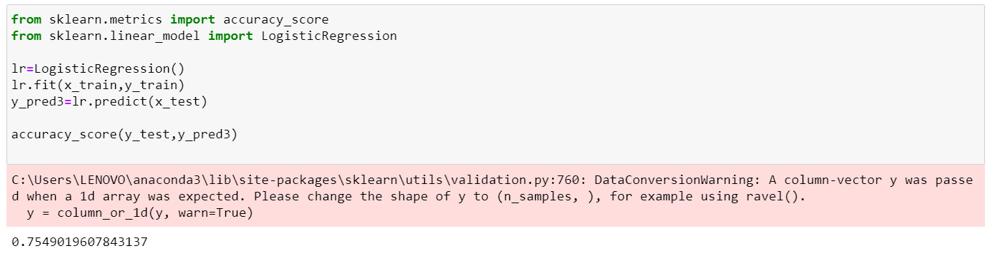 from sklearn.metrics import accuracy_score
from sklearn.linear_model import LogisticRegression
lr=LogisticRegression()
lr.fit(x_train,y_train)
y_pred3=lr.predict(x_test)
accuracy_score(y_test,y_pred3)
C:\Users\LENOVO\anaconda3\lib\site-packages\sklearn\utils\validation.py:760: DataConversionWarning: A column-vector y was passe
d when a 1d array was expected. Please change the shape of y to (n_samples, ), for example using ravel().
  y = column_or_1d(y, warn=True)
0.7549019607843137